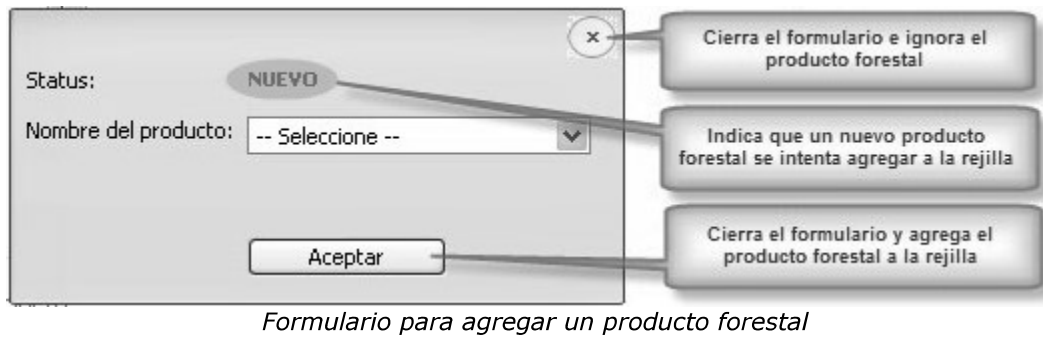 ×
Cierra el formulario e ignora el
producto forestal
Status: NUEVO
Nombre del producto: -- Seleccione --
Indica que un nuevo producto
forestal se intenta agregar a la rejilla
Aceptar
Cierra el formulario y agrega el
producto forestal a la rejilla
Formulario para agregar un producto forestal